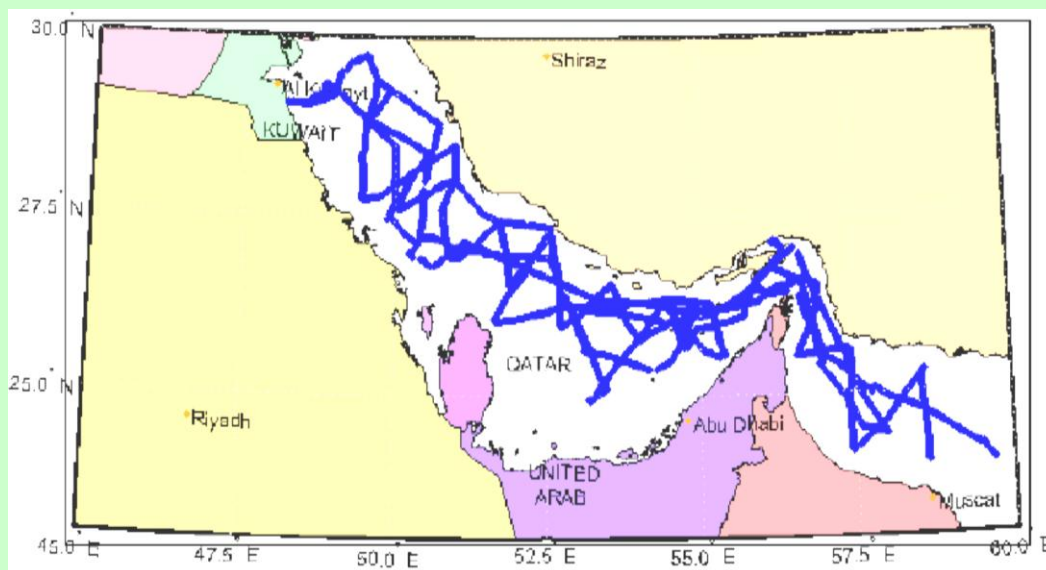 30.0 N
Shiraz
KUWAIT
27.5 N
QATAR
25.0 N
Riyadh
Abu Dhabi
UNITED
ARAB
Muscat
45.0 E
47.5 E
50.0 E
52.5 E
55.0 E
57.5 E
60.0 E